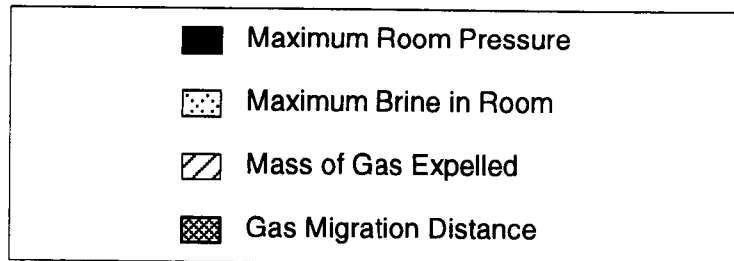 Maximum Room Pressure
Maximum Brine in Room
Mass of Gas Expelled
Gas Migration Distance